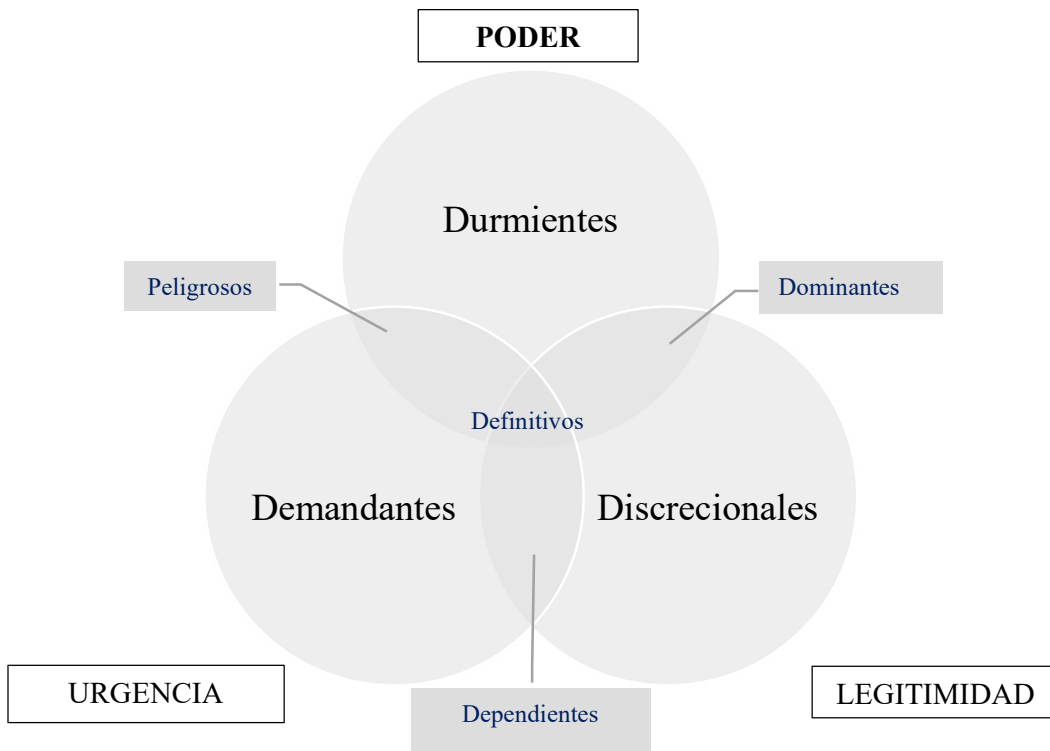 PODER
Durmientes
Peligrosos
Dominantes
Definitivos
Demandantes
Discrecionales
URGENCIA
LEGITIMIDAD
Dependientes